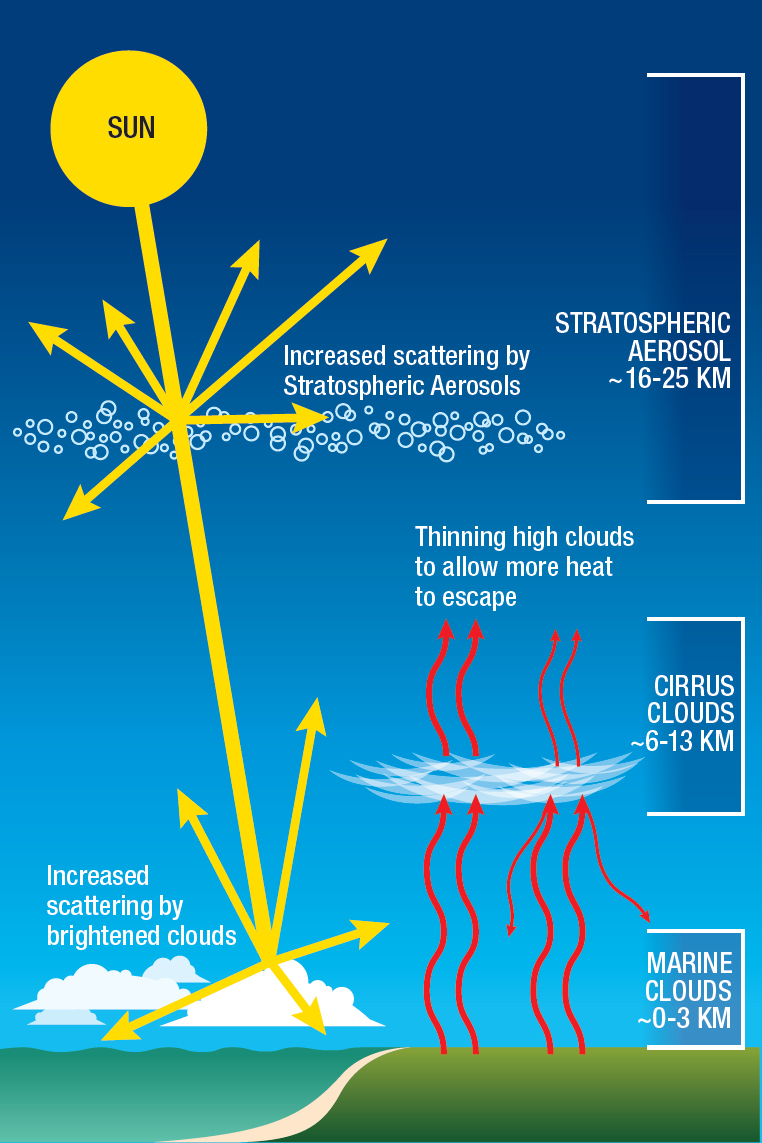 SUN
Increased scattering by
Stratospheric Aerosols
STRATOSPHERIC
AEROSOL
~16-25 KM
Thinning high clouds
to allow more heat
to escape
CIRRUS
CLOUDS
~6-13 KM
Increased
scattering by
brightened clouds
MARINE
CLOUDS
~0-3 KM